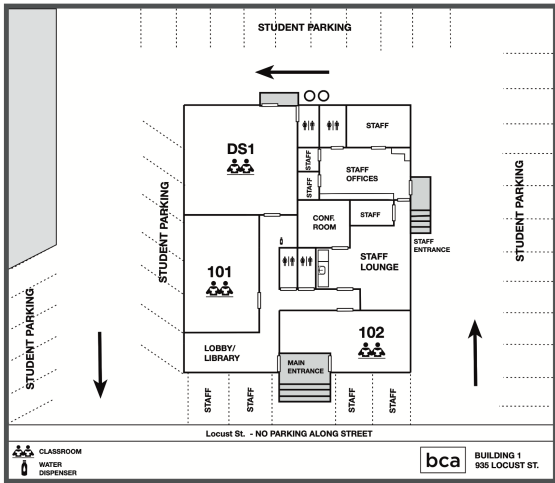 STUDENT PARKING
STAFF
DS1
STAFF
STAFF
OFFICES
STAFF
CONF.
ROOM
STAFF
STUDENT PARKING
STUDENT PARKING
STAFF
ENTRANCE
STAFF
LOUNGE
101
STUDENT PARKING
102
LOBBY/
LIBRARY
MAIN
ENTRANCE
STAFF
STAFF
STAFF
STAFF
Locust St. - NO PARKING ALONG STREET
CLASSROOM
WATER
DISPENSER
bca
BUILDING 1
935 LOCUST ST.